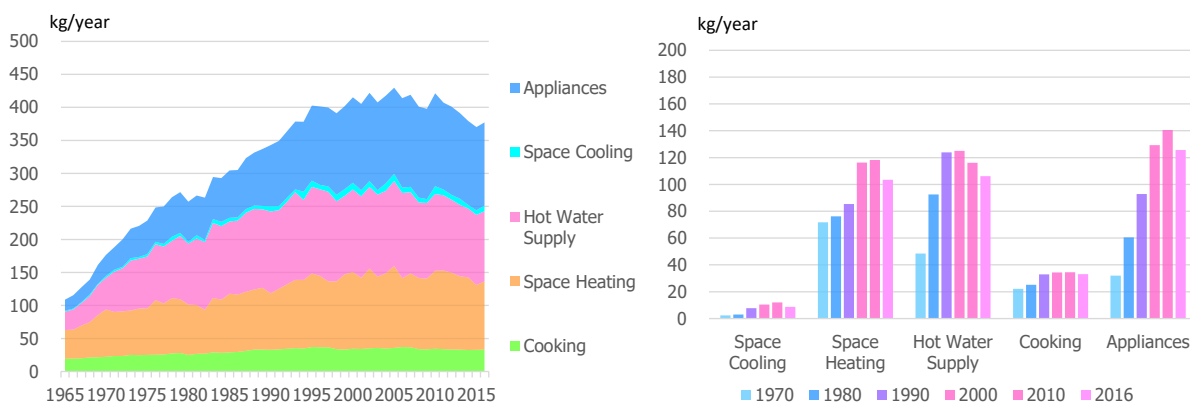 kg/year
500
450
400
350
300
250
200
150
100
50
0
1965 1970 1975 1980 1985 1990 1995 2000 2005 2010 2015
Appliances
Space Cooling
Hot Water
Supply
Space Heating
Cooking
kg/year
200
180
160
140
120
100
80
60
40
20
0
Space
Cooling
Space
Heating
Hot Water
Supply
Cooking
Appliances
1970 1980 1990 2000 2010 2016